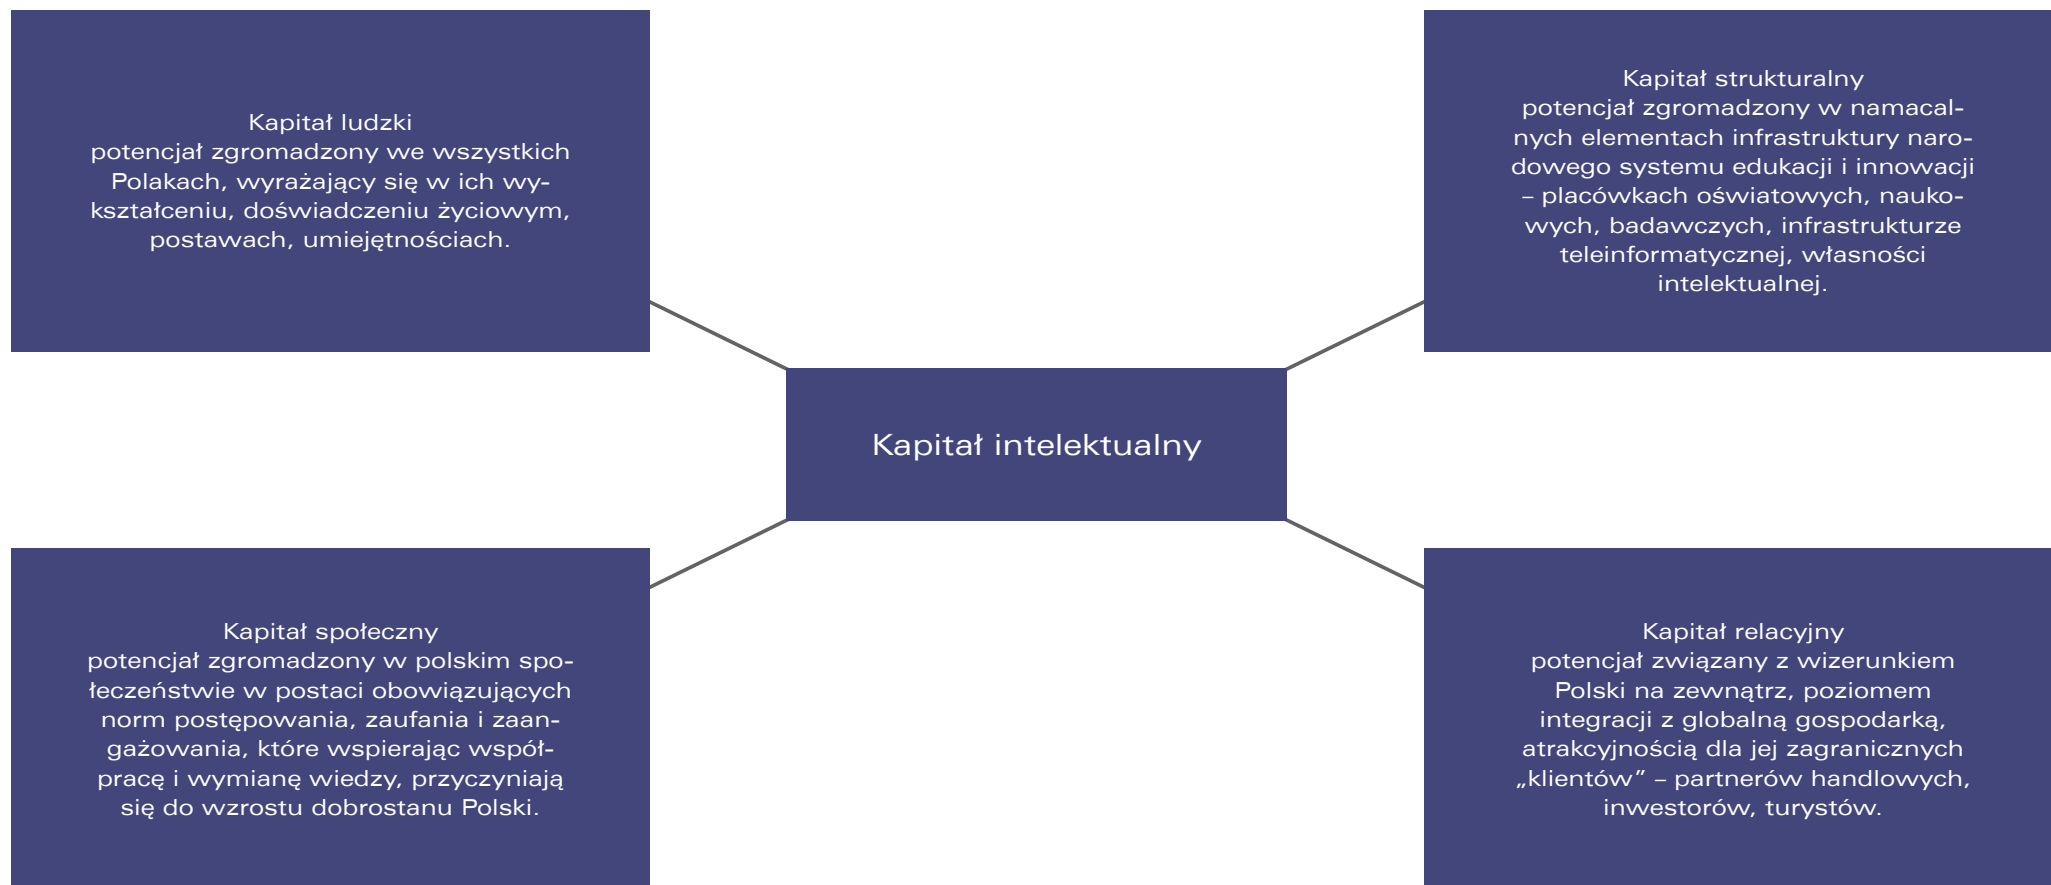 Kapitał ludzki
potencjał zgromadzony we wszystkich
Polakach, wyrażający się w ich wy-
kształceniu, doświadczeniu życiowym,
postawach, umiejętnościach.
Kapitał strukturalny
potencjał zgromadzony w namacal-
nych elementach infrastruktury naro-
dowego systemu edukacji i innowacji
– placówkach oświatowych, nauko-
wych, badawczych, infrastrukturze
teleinformatycznej, własności
intelektualnej.
Kapitał intelektualny
Kapitał społeczny
potencjał zgromadzony w polskim spo-
łeczeństwie w postaci obowiązujących
norm postępowania, zaufania i zaan-
gażowania, które wspierając współ-
pracę i wymianę wiedzy, przyczyniają
się do wzrostu dobrostanu Polski.
Kapitał relacyjny
potencjał związany z wizerunkiem
Polski na zewnątrz, poziomem
integracji z globalną gospodarką,
atrakcyjnością dla jej zagranicznych
„klientów” – partnerów handlowych,
inwestorów, turystów.